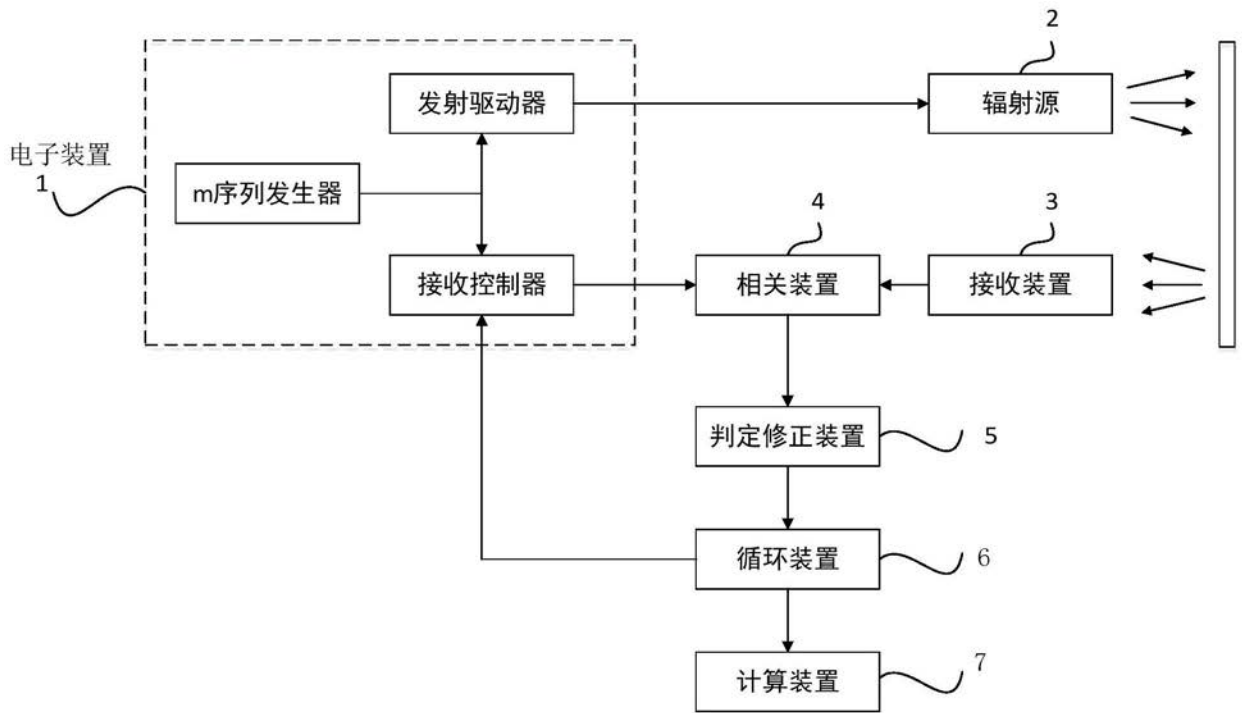 2
发射驱动器
辐射源
电子装置
1
m序列发生器
4
3
接收控制器
相关装置
接收装置
判定修正装置
5
循环装置
6
计算装置
7